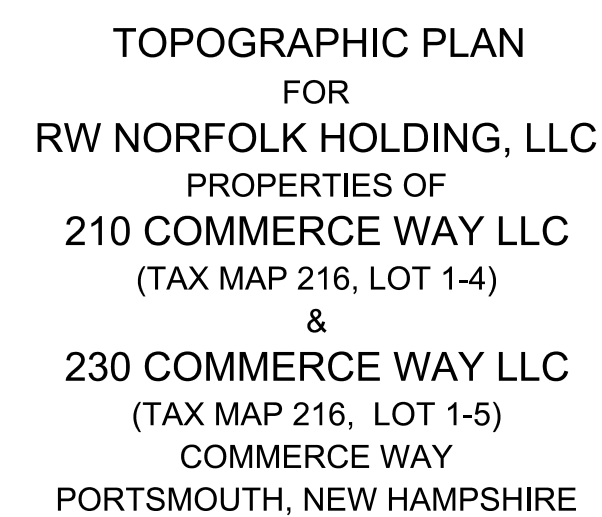 TOPOGRAPHIC PLAN
FOR
RW NORFOLK HOLDING, LLC
PROPERTIES OF
210 COMMERCE WAY LLC
(TAX MAP 216, LOT 1-4)
&
230 COMMERCE WAY LLC
(TAX MAP 216, LOT 1-5)
COMMERCE WAY
PORTSMOUTH, NEW HAMPSHIRE